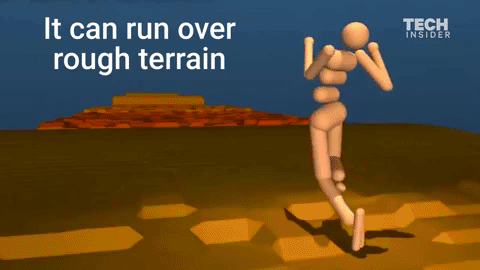 It can run over
rough terrain
TECH
INSIDER